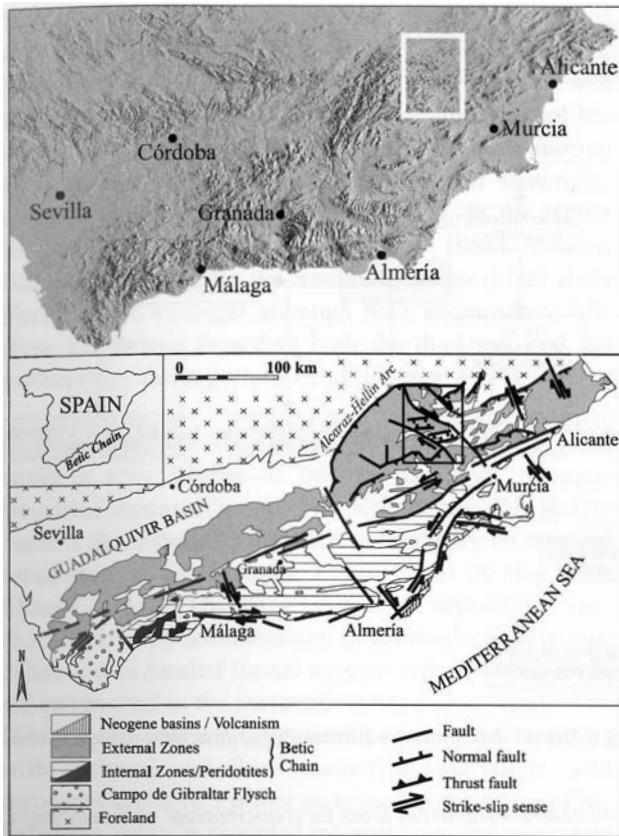 Alicante
Murcia
Córdoba
Sevilla
Granada
Almería
Málaga
SPAIN
Betic Chain
0 100 km
Alcaraz-Hellín Arc
Alicante
Córdoba
Murcia
Sevilla
GUADALQUIVIR BASIN
Granada
Málaga
Almería
MEDITERRANEAN SEA
N
Neogene basins / Volcanism
External Zones
Betic
Chain
Internal Zones/Peridotites
Campo de Gibraltar Flysch
Foreland
Fault
Normal fault
Thrust fault
Strike-slip sense